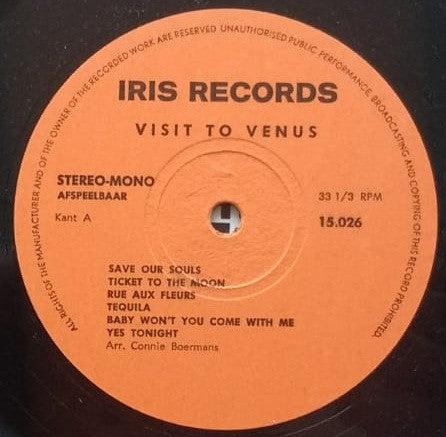 ALL RIGHTS OF THE MANUFACTURER AND OF THE OWNER OF THE RECORDED WORK ARE RESERVED UNAUTHORISED PUBLIC PERFORMANCE, BROADCASTING AND COPYING OF THIS RECORD PROHIBITED.
IRIS RECORDS
VISIT TO VENUS
STEREO-MONO
AFSPEELBAAR
33 1/3 RPM
Kant A
15.026
SAVE OUR SOULS
TICKET TO THE MOON
RUE AUX FLEURS
TEQUILA
BABY WON'T YOU COME WITH ME
YES TONIGHT
Arr. Connie Boermans